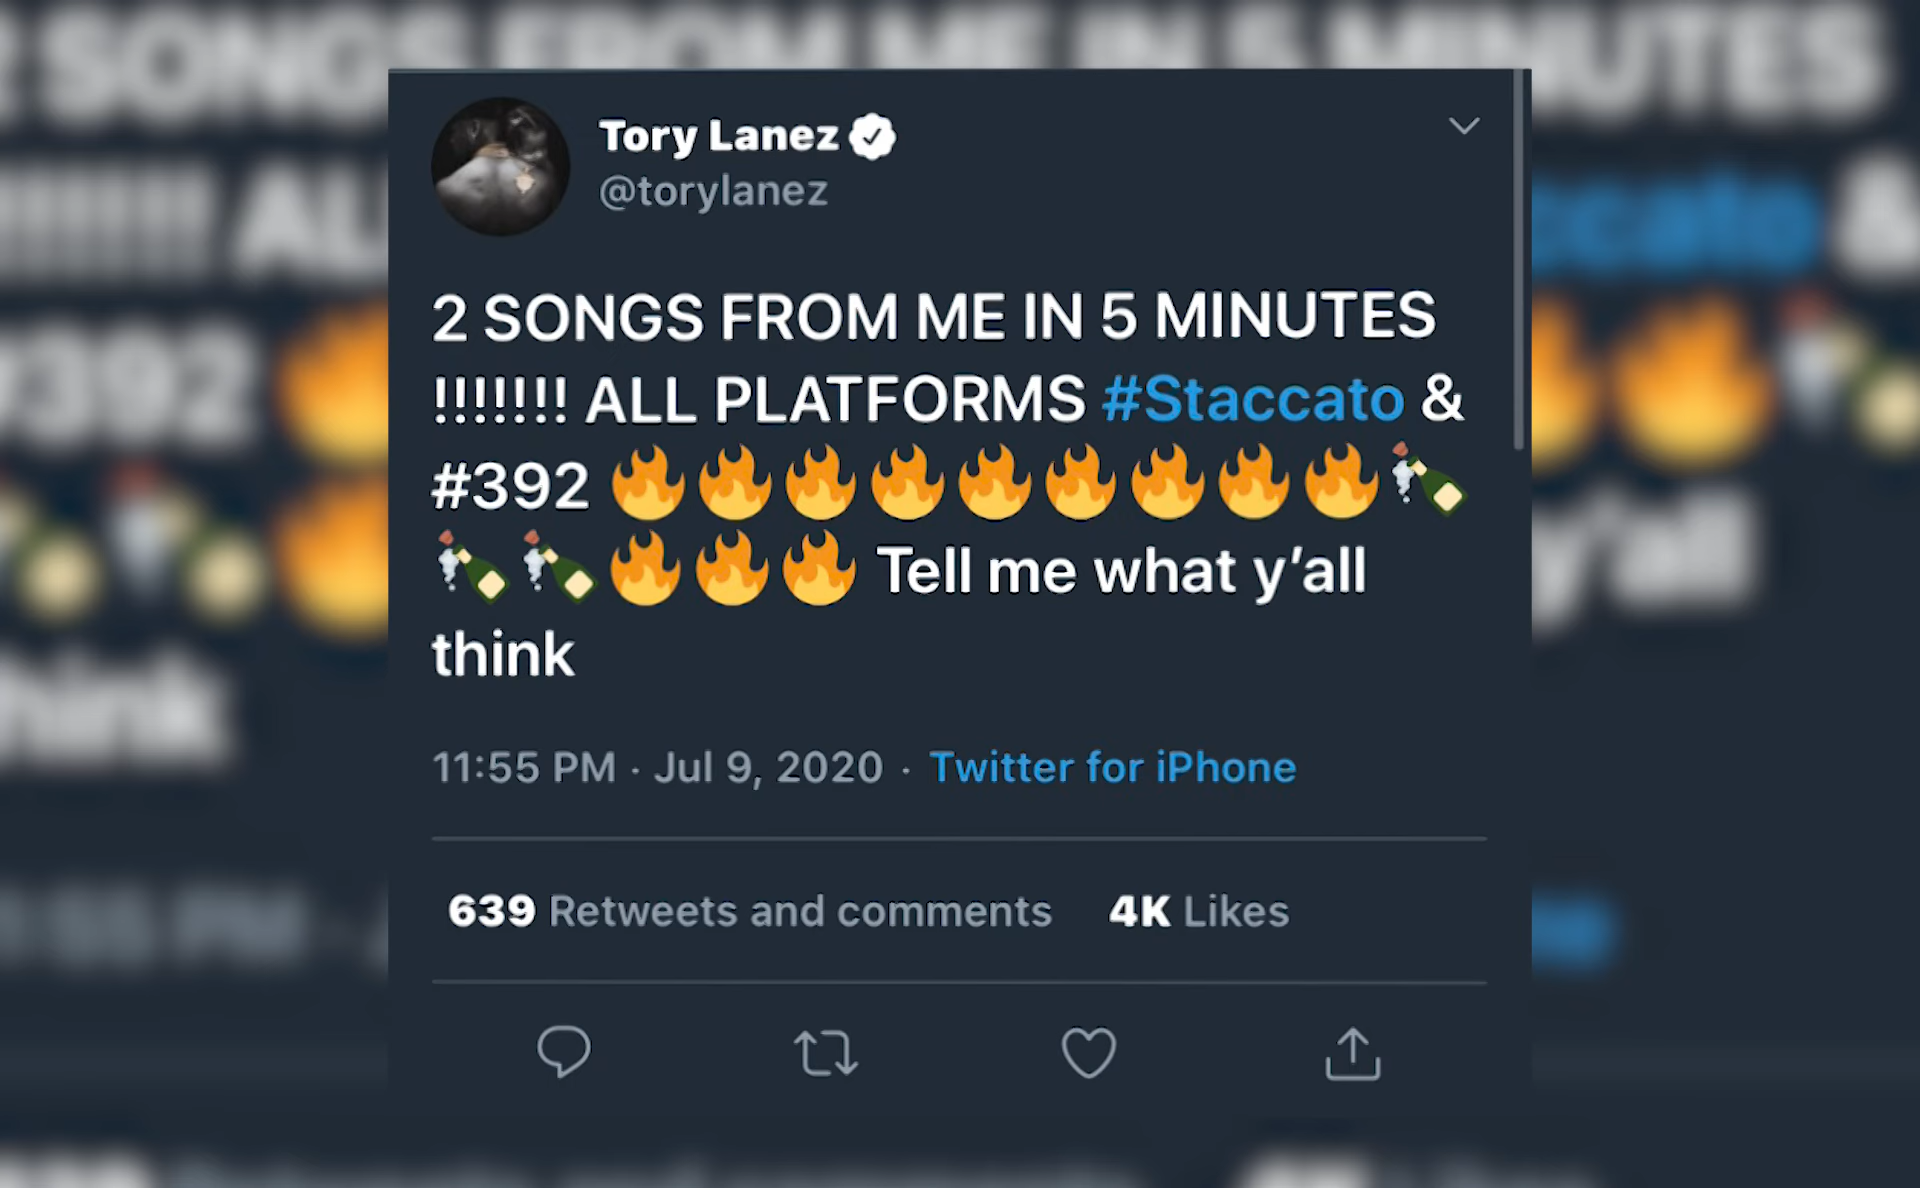 Tory Lanez
@torylanez
2 SONGS FROM ME IN 5 MINUTES
!!!!!!! ALL PLATFORMS #Staccato &
#392 🔥🔥🔥🔥🔥🔥🔥🔥🔥🍾
🍾🍾🔥🔥🔥 Tell me what y’all
think
11:55 PM · Jul 9, 2020 · Twitter for iPhone
639 Retweets and comments 4K Likes